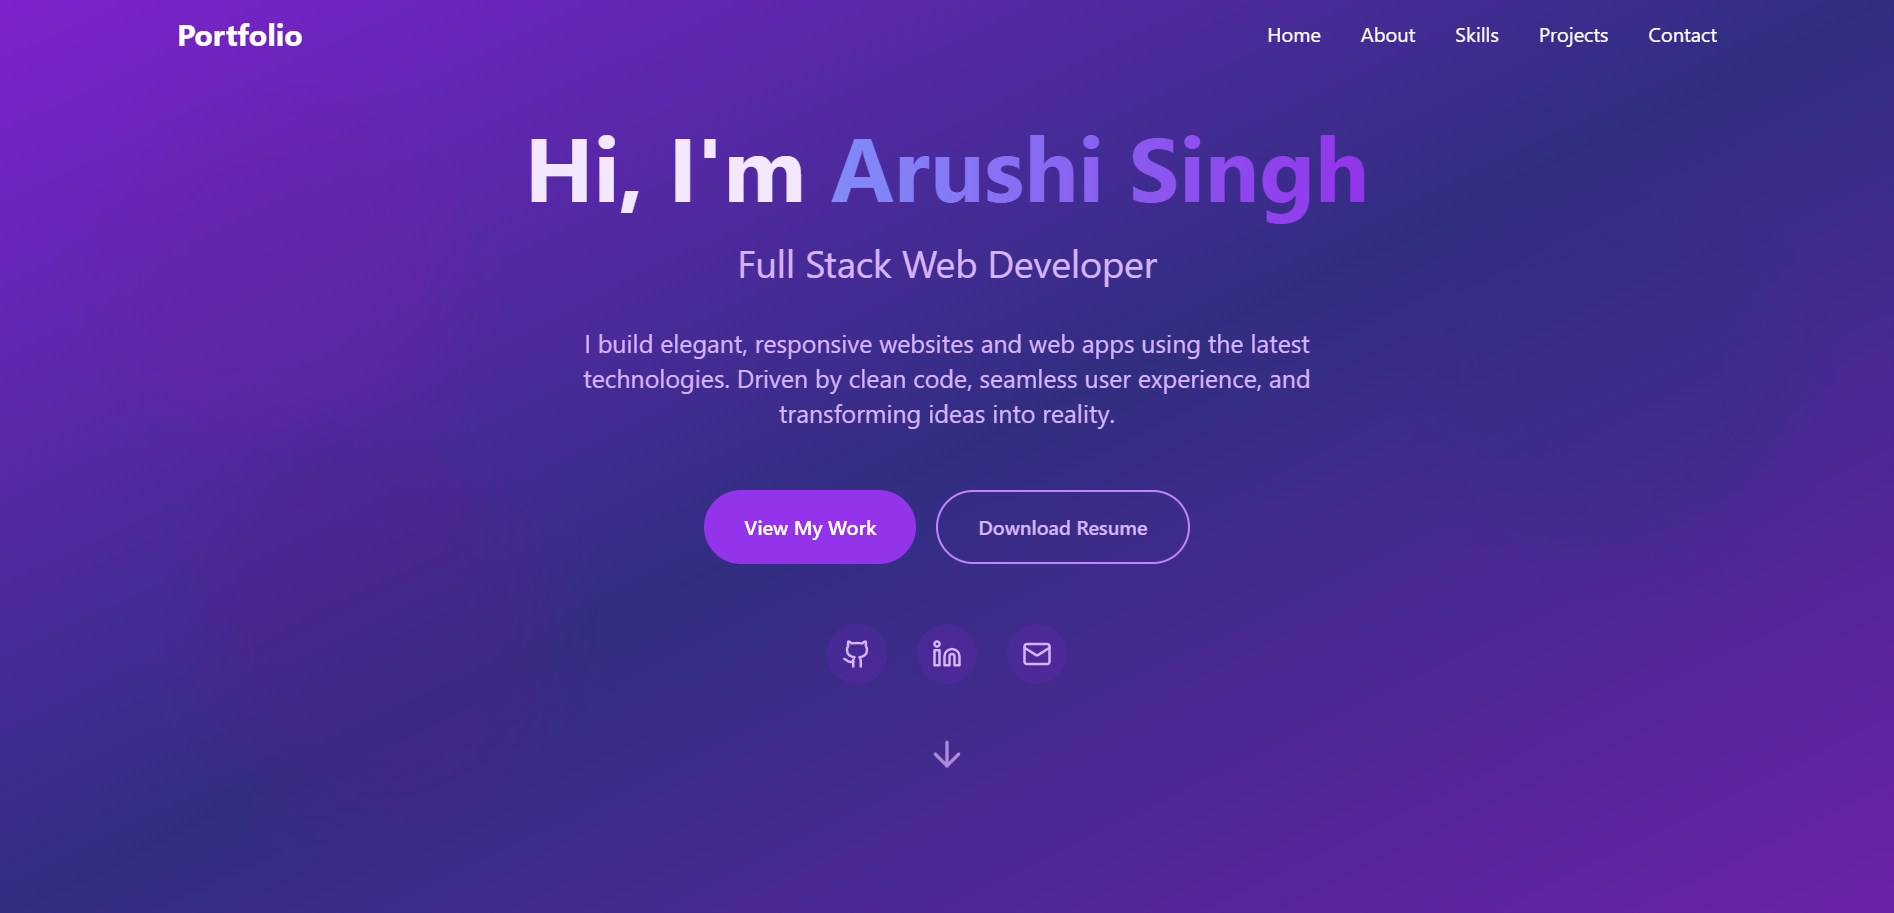 Portfolio
Home About Skills Projects Contact
Hi, I'm Arushi Singh
Full Stack Web Developer
I build elegant, responsive websites and web apps using the latest
technologies. Driven by clean code, seamless user experience, and
transforming ideas into reality.
View My Work
Download Resume